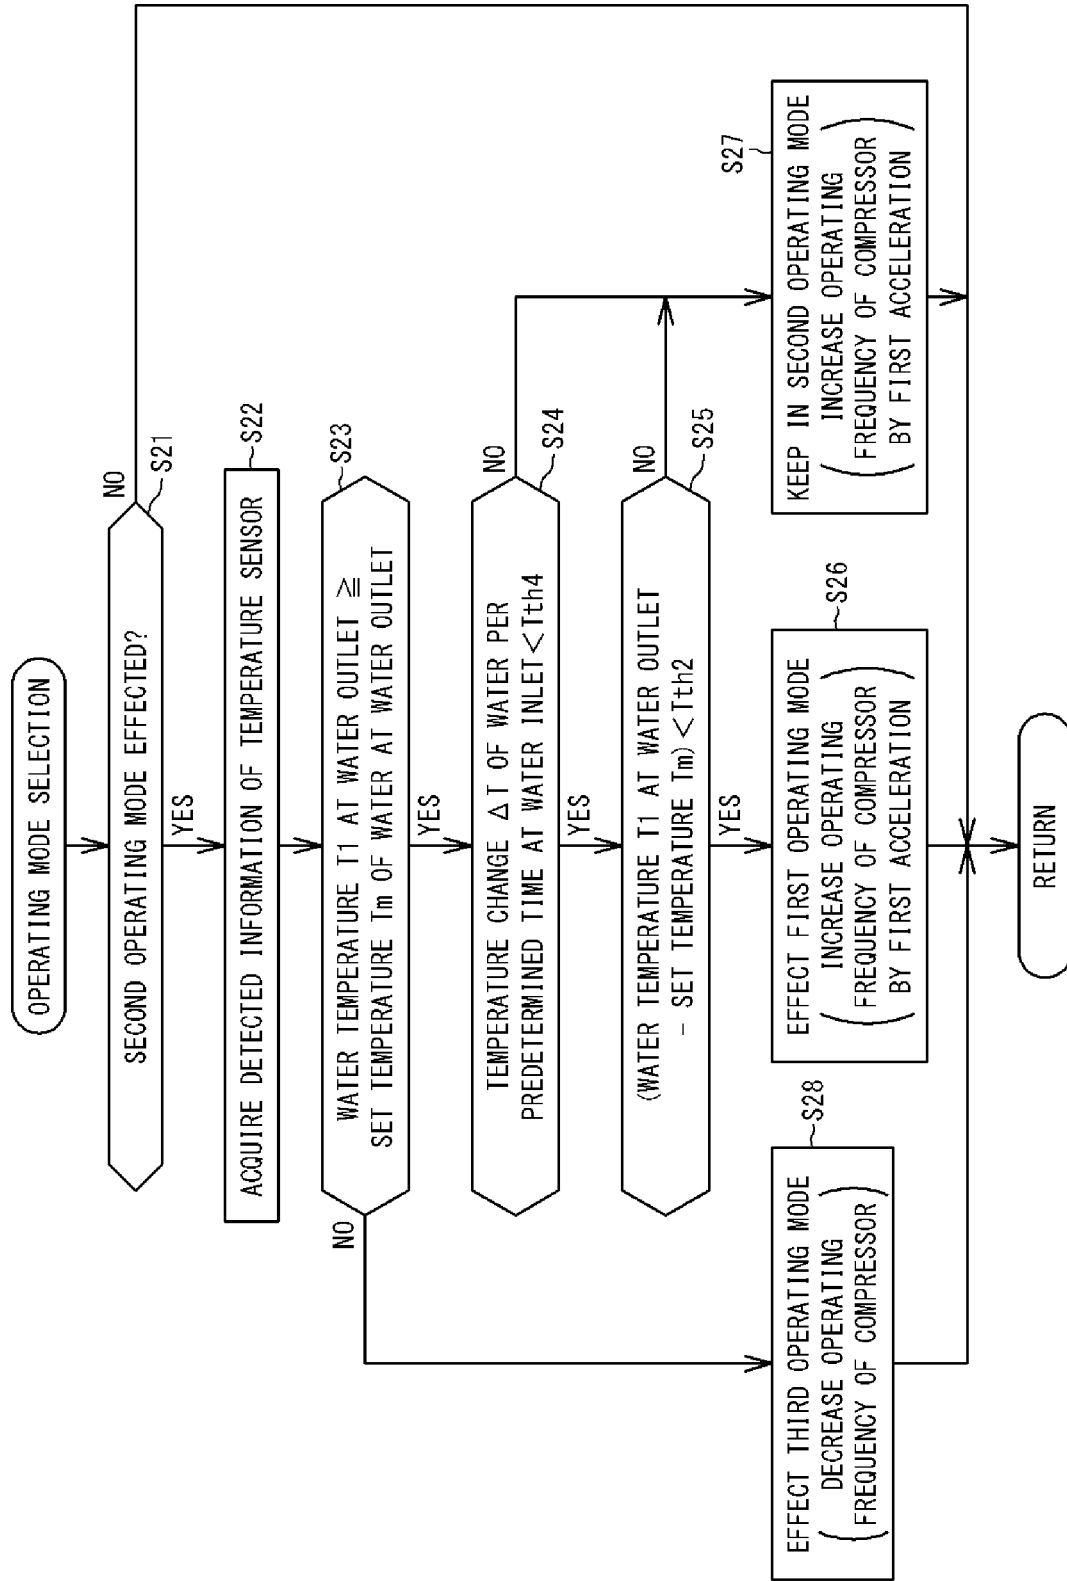 OPERATING MODE SELECTION
SECOND OPERATING MODE EFFECTED?
NO
S21
YES
ACQUIRE DETECTED INFORMATION OF TEMPERATURE SENSOR
S22
WATER TEMPERATURE T1 AT WATER OUTLET ≧
SET TEMPERATURE Tm OF WATER AT WATER OUTLET
S23
NO
YES
TEMPERATURE CHANGE ΔT OF WATER PER
PREDETERMINED TIME AT WATER INLET<Tth4
NO
S24
YES
(WATER TEMPERATURE T1 AT WATER OUTLET
- SET TEMPERATURE Tm)<Tth2
NO
S25
YES
S28
EFFECT THIRD OPERATING MODE
(DECREASE OPERATING
FREQUENCY OF COMPRESSOR)
S26
EFFECT FIRST OPERATING MODE
(INCREASE OPERATING
FREQUENCY OF COMPRESSOR
BY FIRST ACCELERATION)
S27
KEEP IN SECOND OPERATING MODE
(INCREASE OPERATING
FREQUENCY OF COMPRESSOR
BY FIRST ACCELERATION)
RETURN